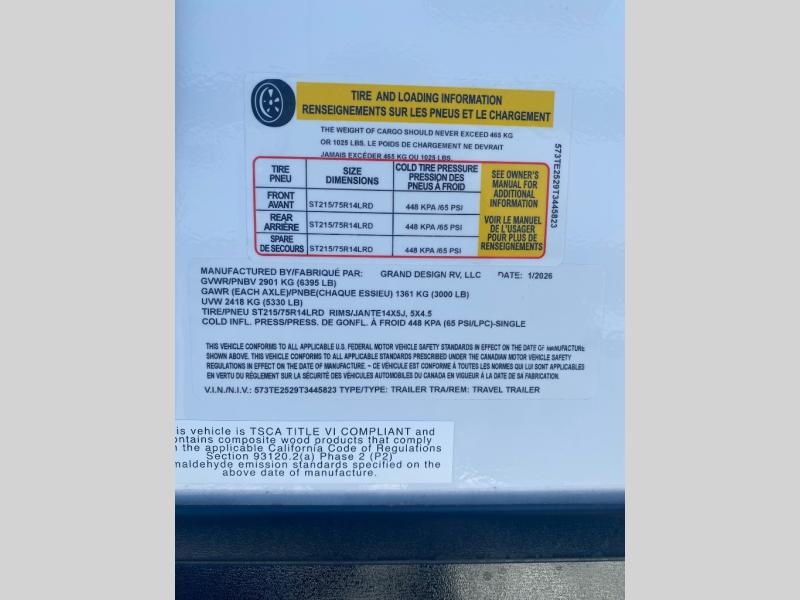 TIRE AND LOADING INFORMATION
RENSEIGNEMENTS SUR LES PNEUS ET LE CHARGEMENT
THE WEIGHT OF CARGO SHOULD NEVER EXCEED 465 KG
OR 1025 LBS. LE POIDS DE CHARGEMENT NE DEVRAIT
JAMAIS EXCÉDER 465 KG OU 1025 LBS.
TIRE
PNEU
SIZE
DIMENSIONS
COLD TIRE PRESSURE
PRESSION DES
PNEUS À FROID
FRONT
AVANT
ST215/75R14LRD
448 KPA /65 PSI
REAR
ARRIÈRE
ST215/75R14LRD
448 KPA /65 PSI
SPARE
DE SECOURS
ST215/75R14LRD
448 KPA /65 PSI
SEE OWNER'S
MANUAL FOR
ADDITIONAL
INFORMATION
VOIR LE MANUEL
DE L'USAGER
POUR PLUS DE
RENSEIGNEMENTS
573TE2529T3445823
MANUFACTURED BY/FABRIQUÉ PAR: GRAND DESIGN RV, LLC DATE: 1/2026
GVWR/PNBV 2901 KG (6395 LB)
GAWR (EACH AXLE)/PNBE(CHAQUE ESSIEU) 1361 KG (3000 LB)
UVW 2418 KG (5330 LB)
TIRE/PNEU ST215/75R14LRD RIMS/JANTE14X5J, 5X4.5
COLD INFL. PRESS/PRESS. DE GONFL. À FROID 448 KPA (65 PSI/LPC)-SINGLE
THIS VEHICLE CONFORMS TO ALL APPLICABLE U.S. FEDERAL MOTOR VEHICLE SAFETY STANDARDS IN EFFECT ON THE DATE OF MANUFACTURE
SHOWN ABOVE. THIS VEHICLE CONFORMS TO ALL APPLICABLE STANDARDS PRESCRIBED UNDER THE CANADIAN MOTOR VEHICLE SAFETY
REGULATIONS IN EFFECT ON THE DATE OF MANUFACTURE. ~ CE VÉHICULE EST CONFORME À TOUTES LES NORMES QUI LUI SONT APPLICABLES
EN VERTU DU RÈGLEMENT SUR LA SÉCURITÉ DES VÉHICULES AUTOMOBILES DU CANADA EN VIGUEUR À LA DATE DE SA FABRICATION.
V.I.N./N.I.V.: 573TE2529T3445823 TYPE/TYPE: TRAILER TRA/REM: TRAVEL TRAILER
is vehicle is TSCA TITLE VI COMPLIANT and
ontains composite wood products that comply
the applicable California Code of Regulations
Section 93120.2(a) Phase 2 (P2)
maldehyde emission standards specified on the
above date of manufacture.